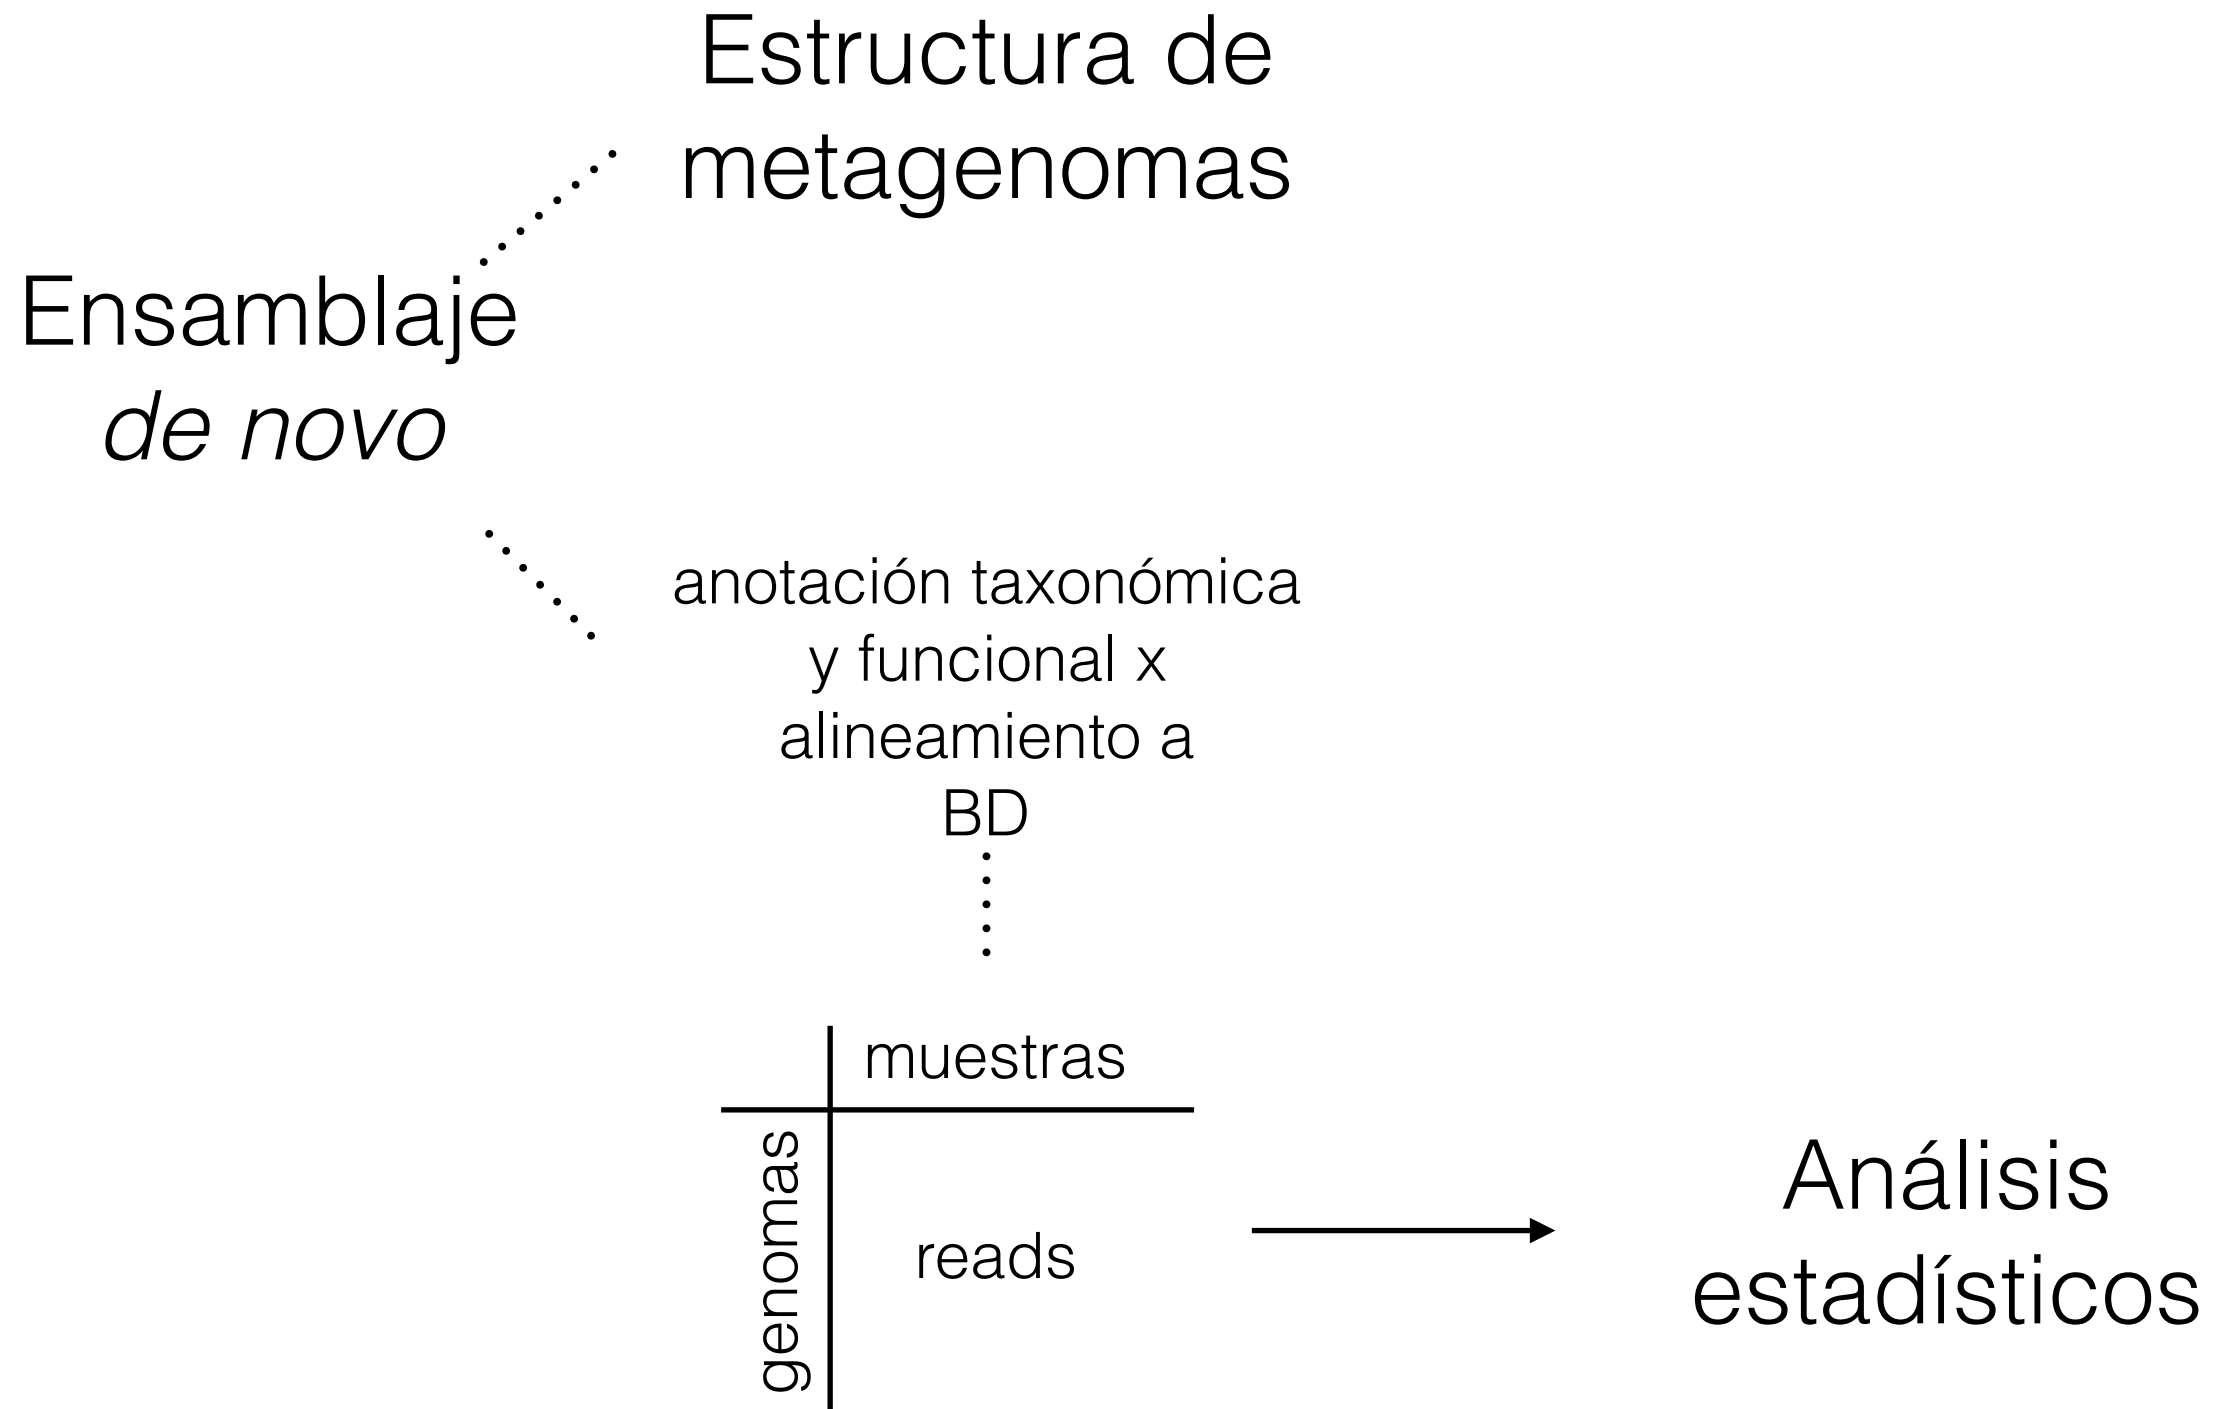 Estructura de
metagenomas
Ensamblaje
de novo
anotación taxonómica
y funcional x
alineamiento a
BD
muestras
genomas
reads
Análisis
estadísticos